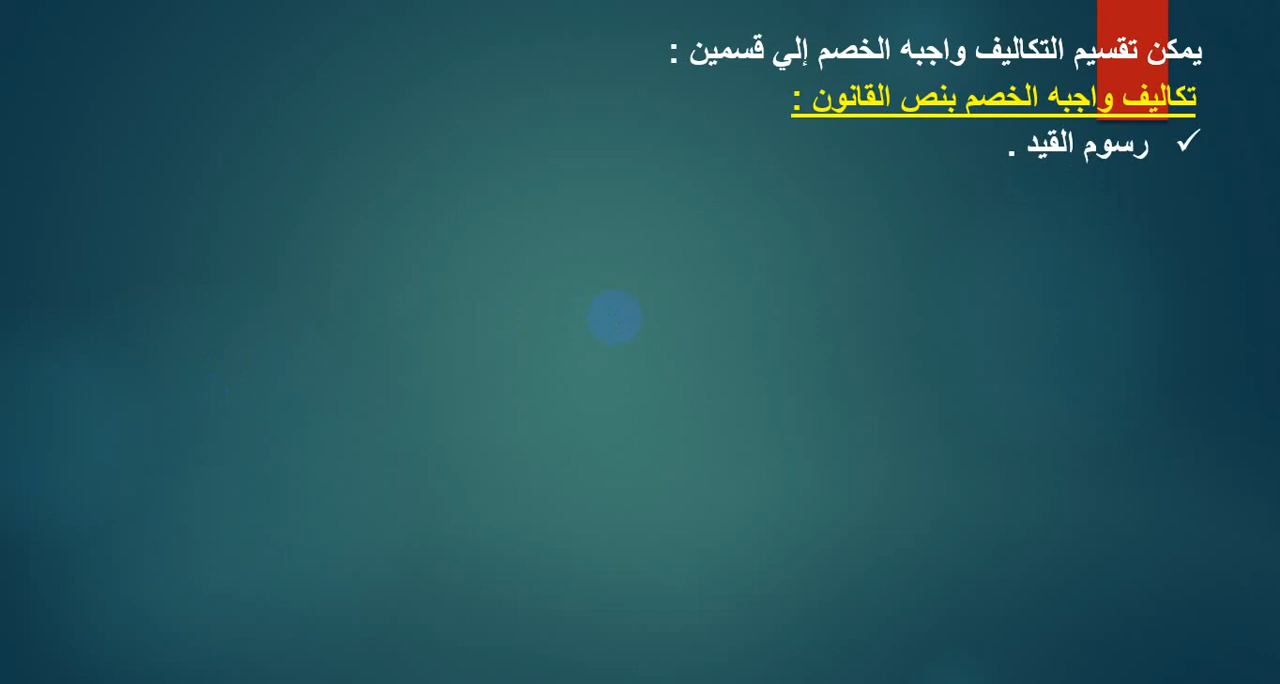 يمكن تقسيم التكاليف واجبه الخصم إلي قسمين :
تكاليف واجبه الخصم بنص القانون :
✓ رسوم القيد .